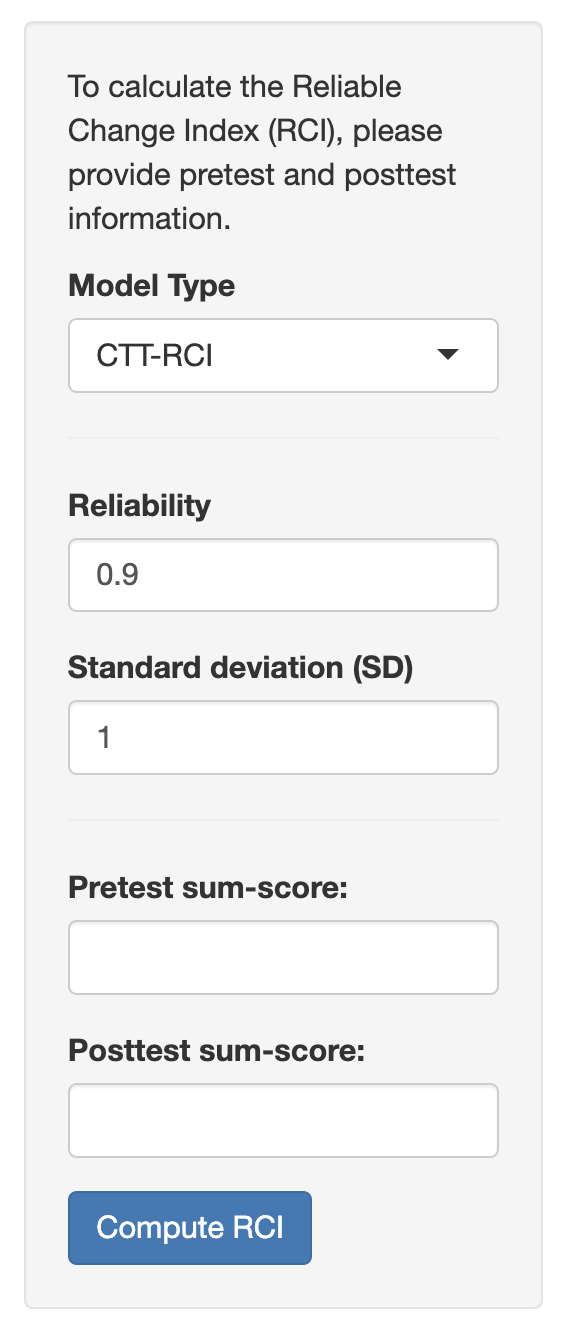 To calculate the Reliable
Change Index (RCI), please
provide pretest and posttest
information.
Model Type
CTT-RCI
Reliability
0.9
Standard deviation (SD)
1
Pretest sum-score:
Posttest sum-score:
Compute RCI